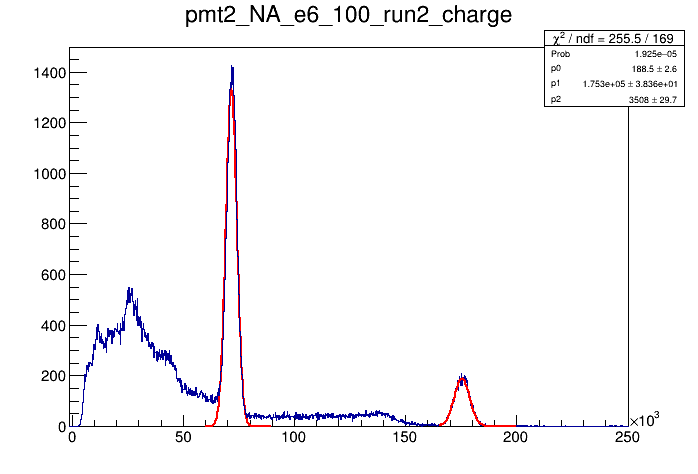 pmt2_NA_e6_100_run2_charge
χ² / ndf = 255.5 / 169
Prob 1.925e−05
p0 188.5 ± 2.6
p1 1.753e+05 ± 3.836e+01
p2 3508 ± 29.7
1400
1200
1000
800
600
400
200
0
0 50 100 150 200 250
×10³